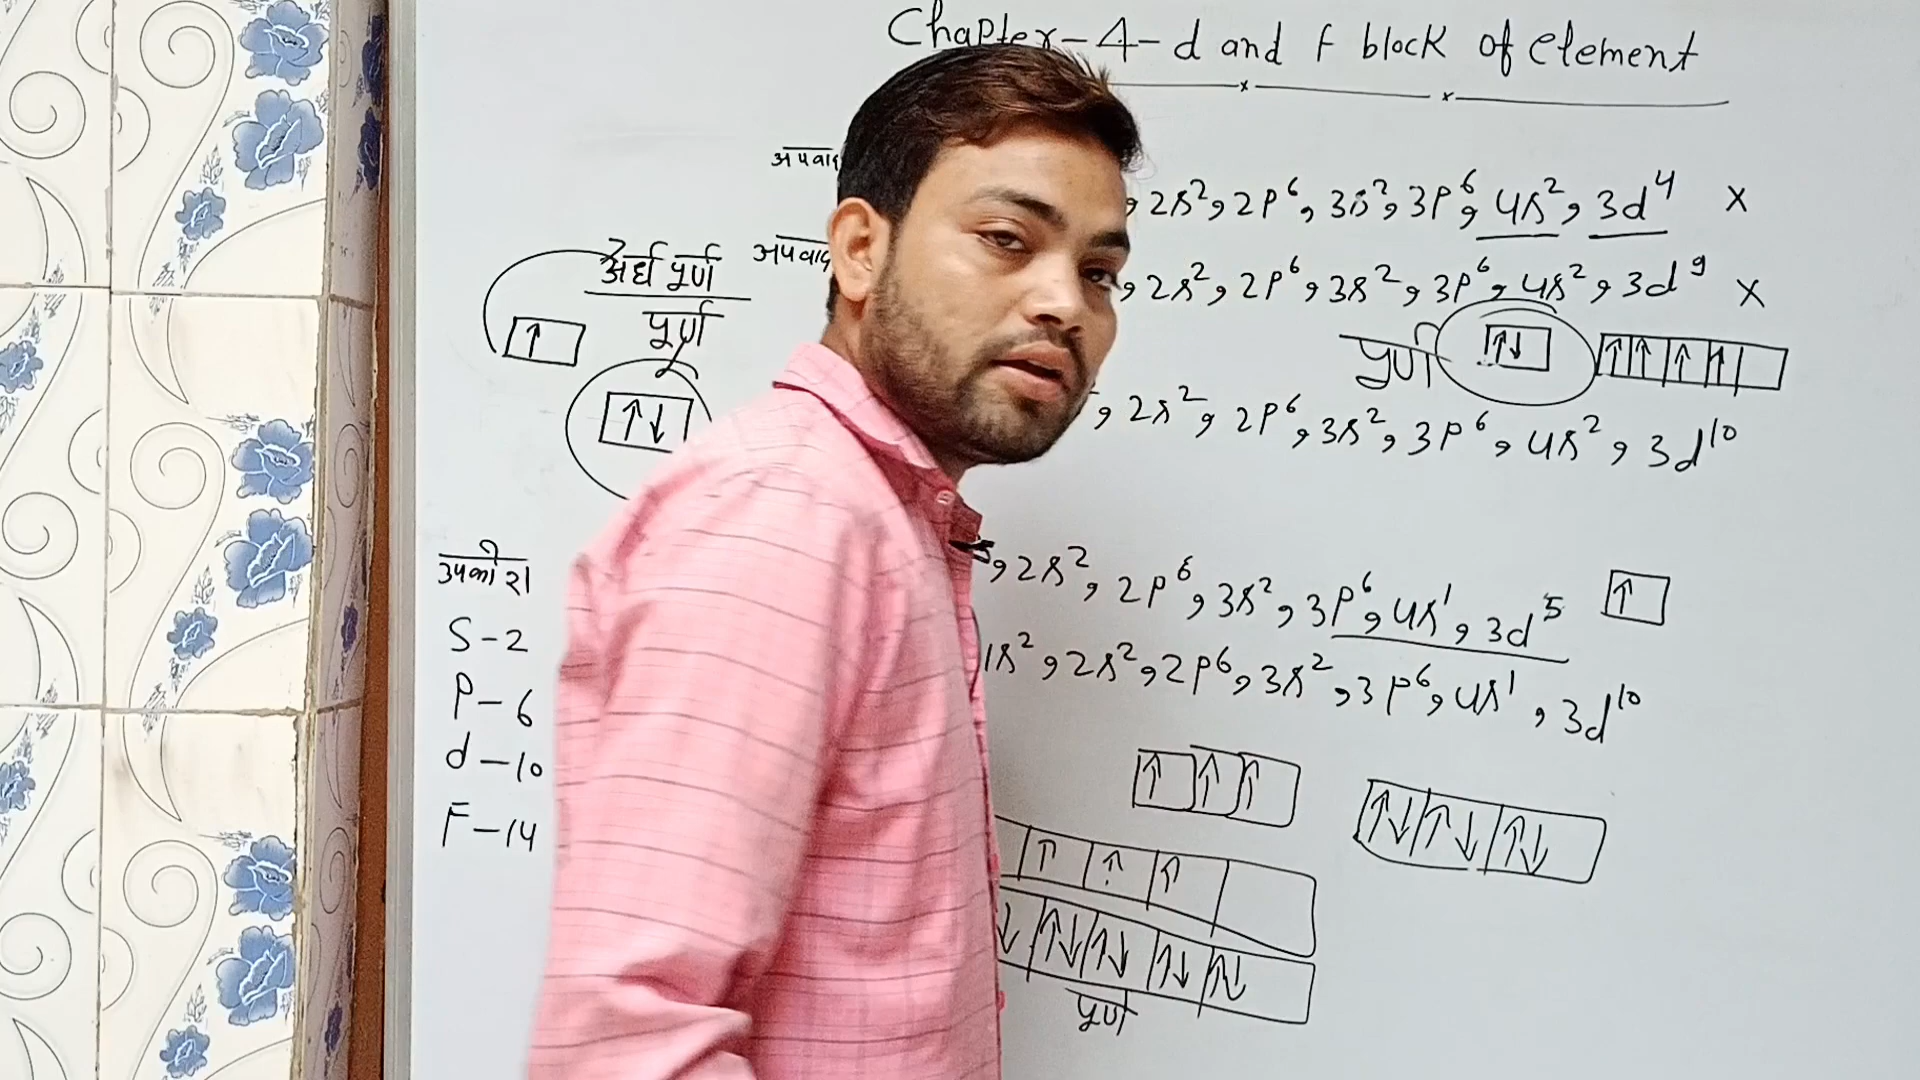 Chapter-4-d and f block of element
, 2s², 2p⁶, 3s², 3p⁶, 4s², 3d⁴ ×
अर्ध पूर्ण
पूर्ण
, 2s², 2p⁶, 3s², 3p⁶, 4s², 3d⁹ ×
पूर्ण ↑↓ ↑ ↑ ↑ ↑
↑
↑↓
, 2s², 2p⁶, 3s², 3p⁶, 4s², 3d¹⁰
उपकोश
S-2
P-6
d-10
F-14
, 2s², 2p⁶, 3s², 3p⁶, 4s¹, 3d⁵ ↑
1s², 2s², 2p⁶, 3s², 3p⁶, 4s¹, 3d¹⁰
↑ ↑ ↑
↑↓ ↑↓ ↑↓
↑ ↑ ↑
↓ ↑↓ ↑↓ ↑↓ ↑↓
पूर्ण